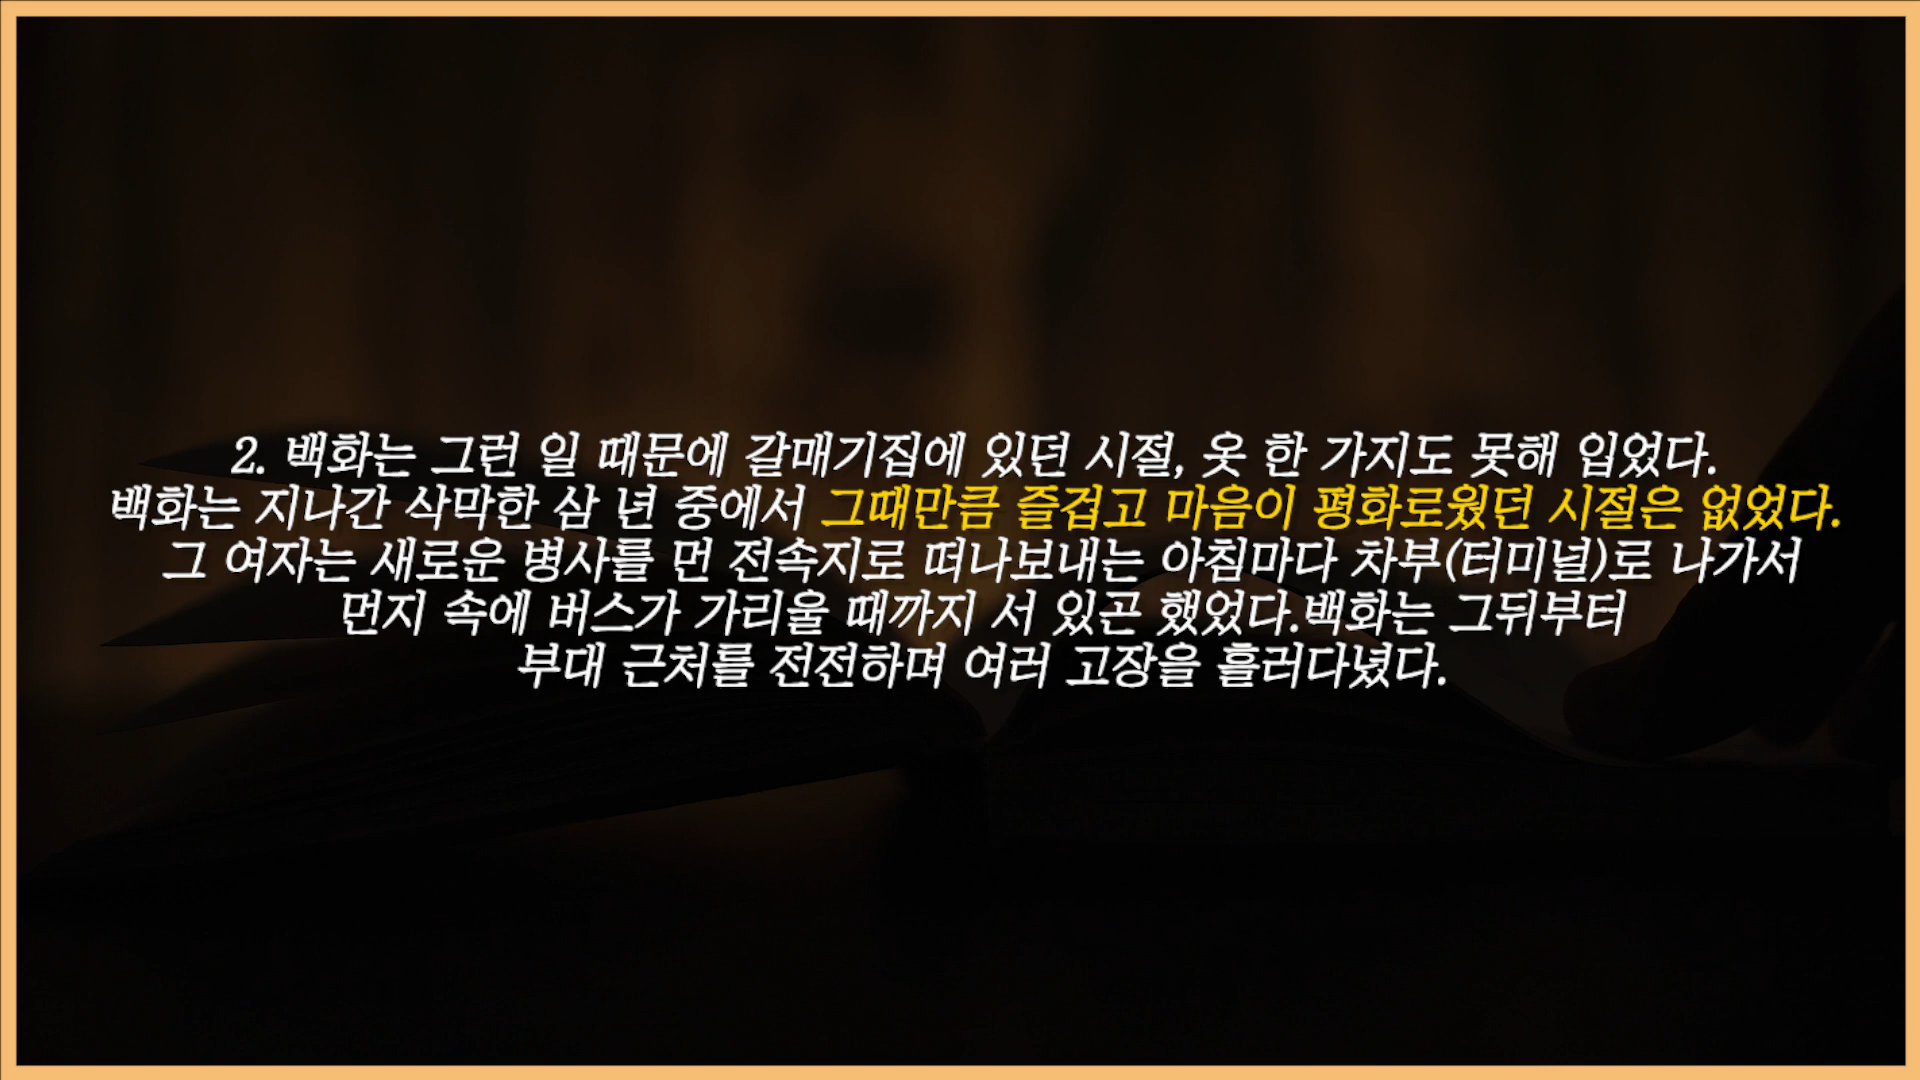 2. 백화는 그런 일 때문에 갈매기집에 있던 시절, 옷 한 가지도 못해 입었다.
백화는 지나간 삭막한 삼 년 중에서 그때만큼 즐겁고 마음이 평화로웠던 시절은 없었다.
그 여자는 새로운 병사를 먼 전속지로 떠나보내는 아침마다 차부(터미널)로 나가서
먼지 속에 버스가 가리울 때까지 서 있곤 했었다.백화는 그뒤부터
부대 근처를 전전하며 여러 고장을 흘러다녔다.